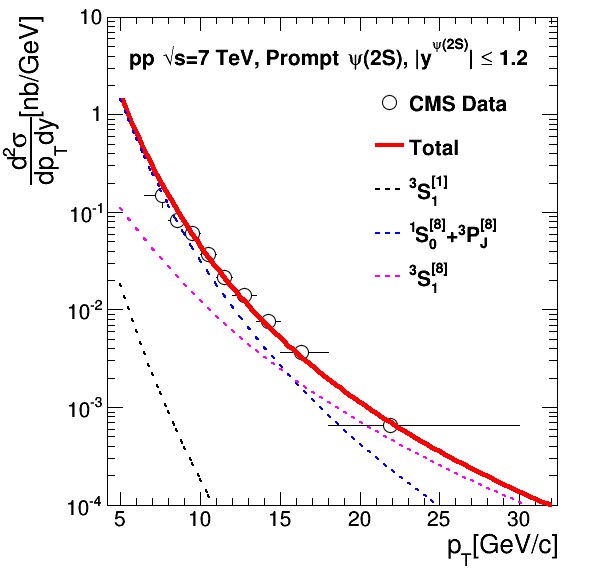 pp √s=7 TeV, Prompt ψ(2S), |y^ψ(2S)| ≤ 1.2
CMS Data
Total
³S₁^[1]
¹S₀^[8]+³P_J^[8]
³S₁^[8]
d²σ/dp_Tdy[nb/GeV]
10
1
10⁻¹
10⁻²
10⁻³
10⁻⁴
5 10 15 20 25 30
p_T[GeV/c]